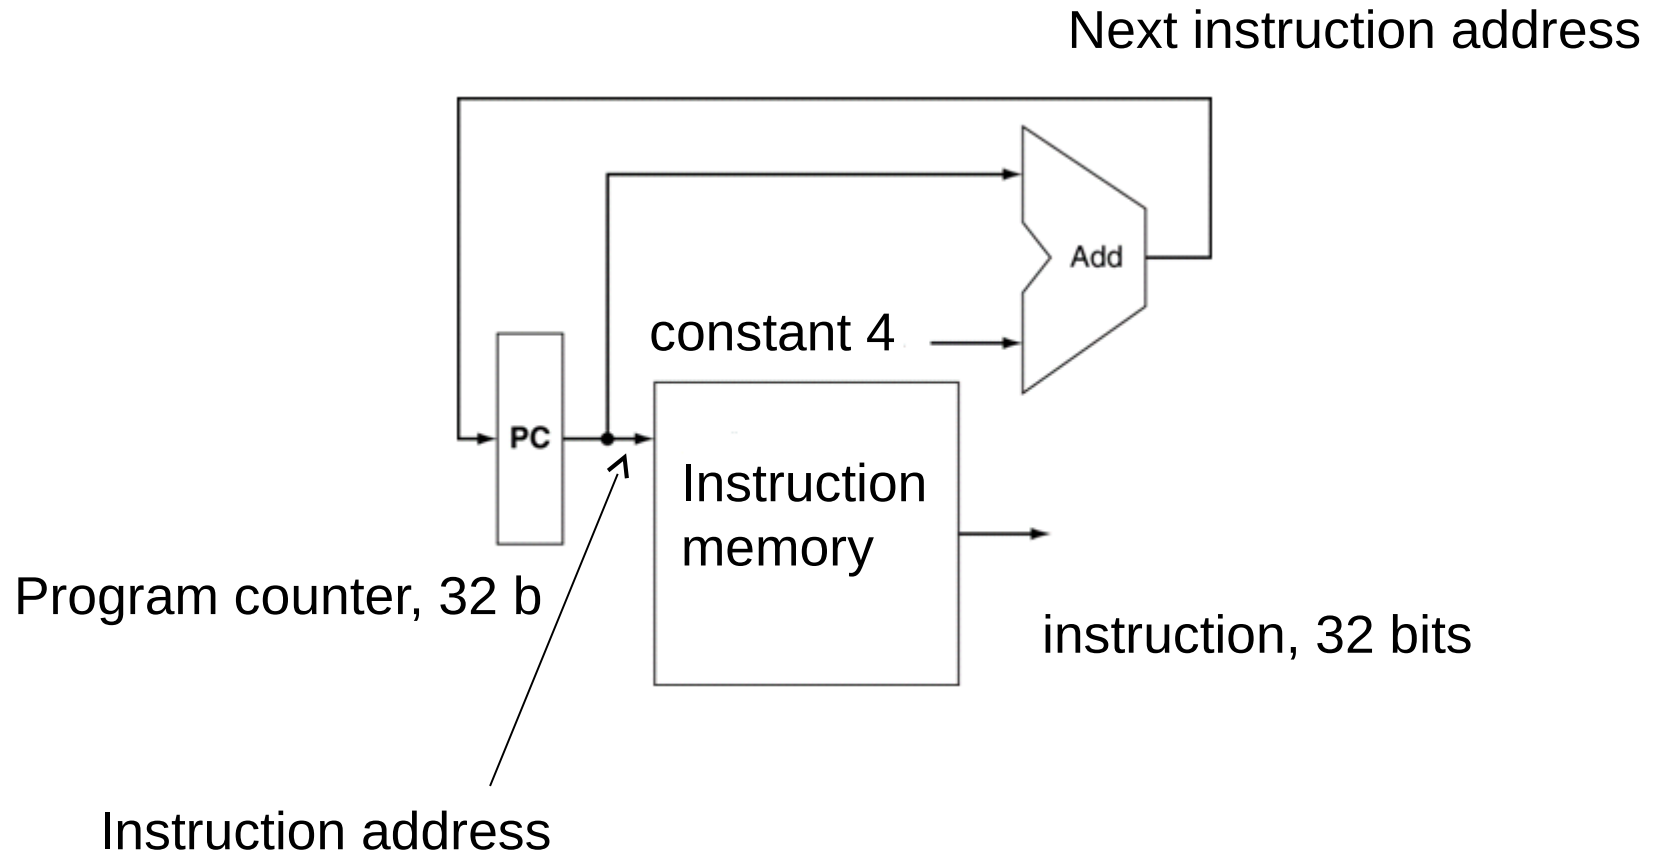 Next instruction address
Add
constant 4
PC
Instruction
memory
Program counter, 32 b
instruction, 32 bits
Instruction address